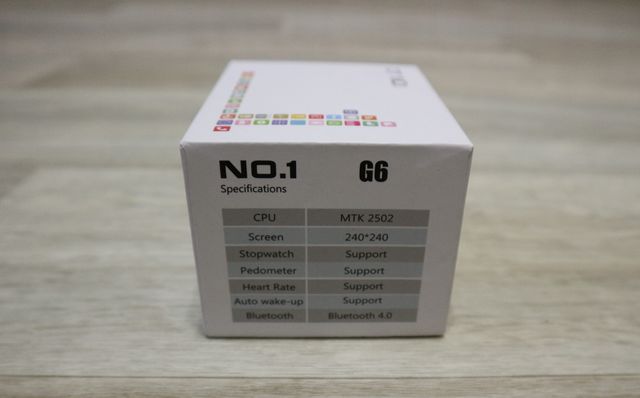 NO.1 G6
Specifications
CPU MTK 2502
Screen 240*240
Stopwatch Support
Pedometer Support
Heart Rate Support
Auto wake-up Support
Bluetooth Bluetooth 4.0